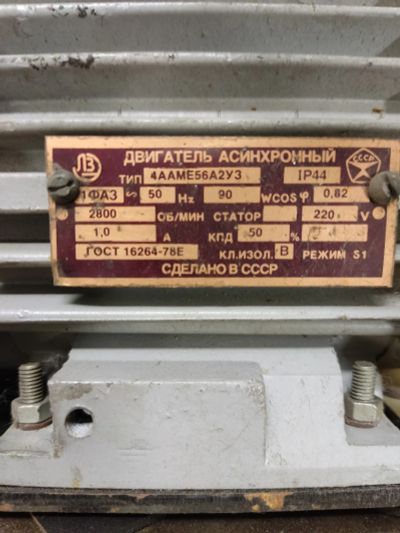 ДВИГАТЕЛЬ АСИНХРОННЫЙ
СССР
ТИП 4ААМЕ56А2У3 IP44
1ФАЗ ~ 50 Hz 90 W COS φ 0,82
2800 ОБ/МИН СТАТОР 220 V
1,0 А КПД 50 %
ГОСТ 16264-78Е КЛ.ИЗОЛ. В РЕЖИМ S1
СДЕЛАНО В СССР